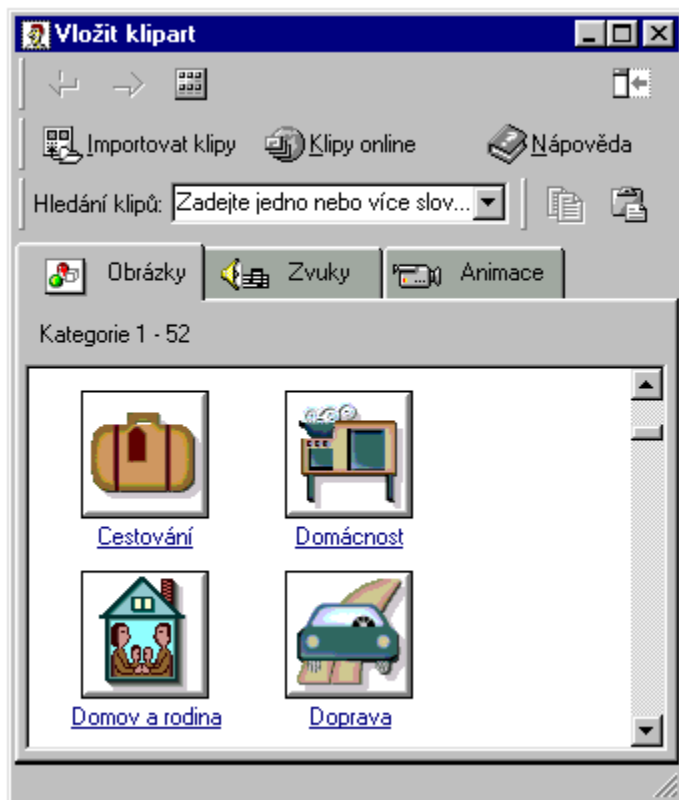 Vložit klipart
Importovat klipy Klipy online Nápověda
Hledání klipů: Zadejte jedno nebo více slov...
Obrázky Zvuky Animace
Kategorie 1 - 52
Cestování Domácnost
Domov a rodina Doprava